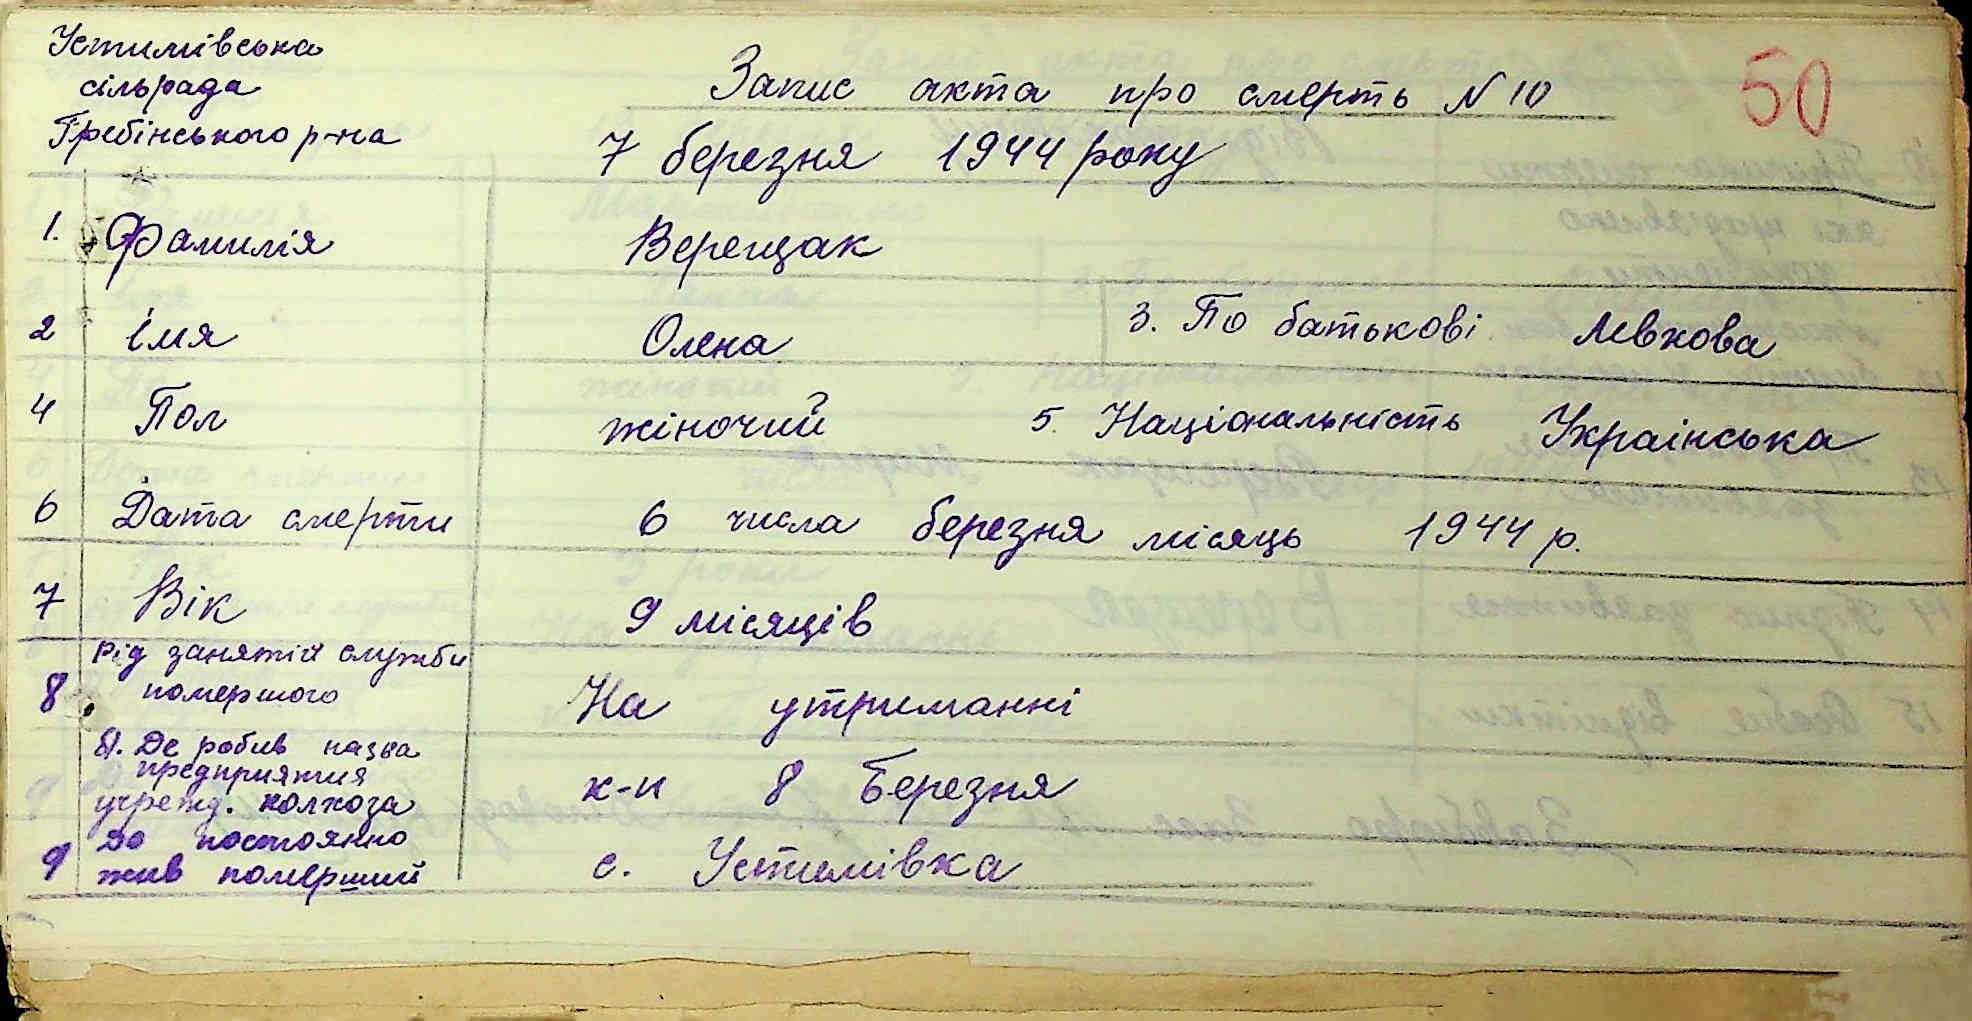 Устимівська
сільрада
Гребінського р-на
Запис акта про смерть N 10
50
7 березня 1944 року
1. Фамилія Верещак
2 імя Олена 3. По батькові Левкова
4 Пол жіночий 5. Національність Українська
6 Дата смерти 6 числа березня місяць 1944 р.
7 Вік 9 місяців
рід занятія служби
8 помершого На утриманні
Де робив назва
предприятия
учрежд. колхоза к-п 8 Березня
де постоянно
9 жив померший с. Устимівка